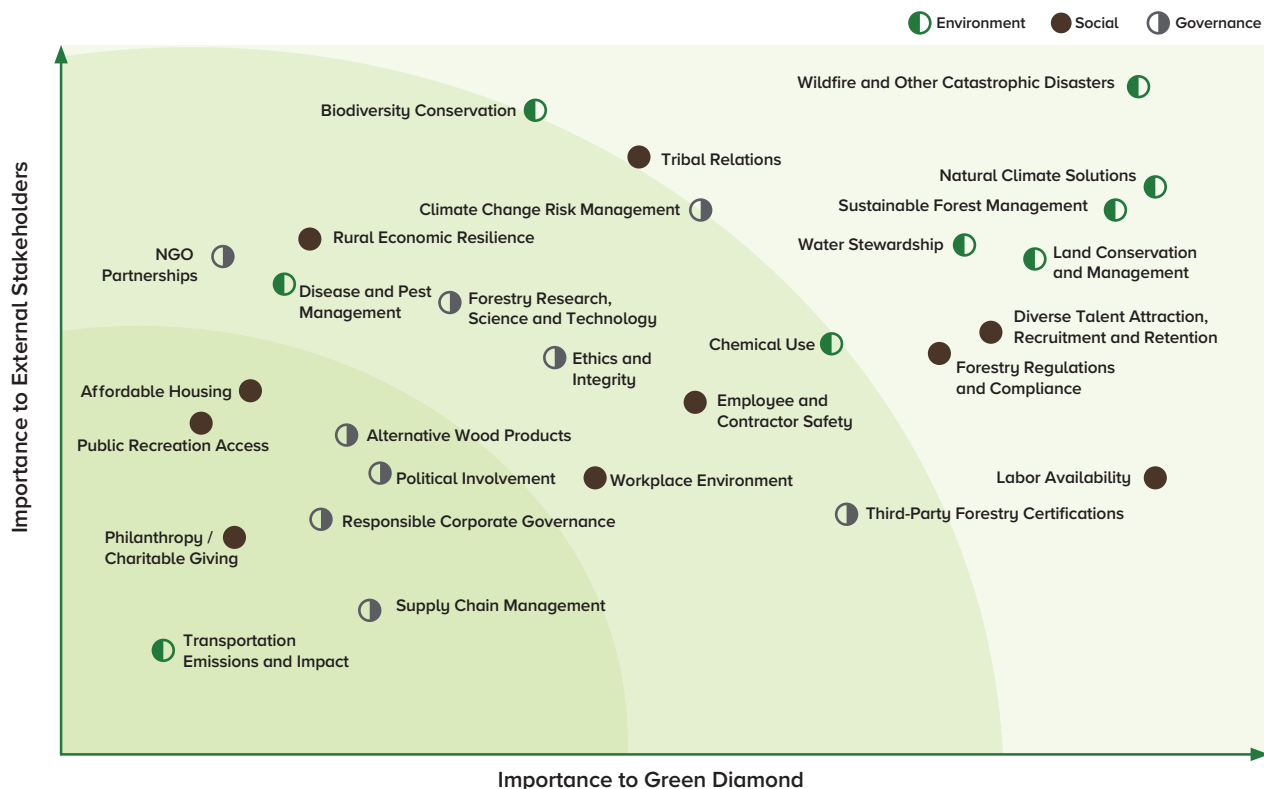 Environment
Social
Governance
Wildfire and Other Catastrophic Disasters
Biodiversity Conservation
Tribal Relations
Natural Climate Solutions
Sustainable Forest Management
Climate Change Risk Management
Rural Economic Resilience
Water Stewardship
NGO
Partnerships
Land Conservation
and Management
Disease and Pest
Management
Forestry Research,
Science and Technology
Diverse Talent Attraction,
Recruitment and Retention
Chemical Use
Ethics and
Integrity
Forestry Regulations
and Compliance
Affordable Housing
Employee and
Contractor Safety
Public Recreation Access
Alternative Wood Products
Political Involvement
Workplace Environment
Labor Availability
Responsible Corporate Governance
Third-Party Forestry Certifications
Philanthropy /
Charitable Giving
Supply Chain Management
Transportation
Emissions and Impact
Importance to External Stakeholders
Importance to Green Diamond